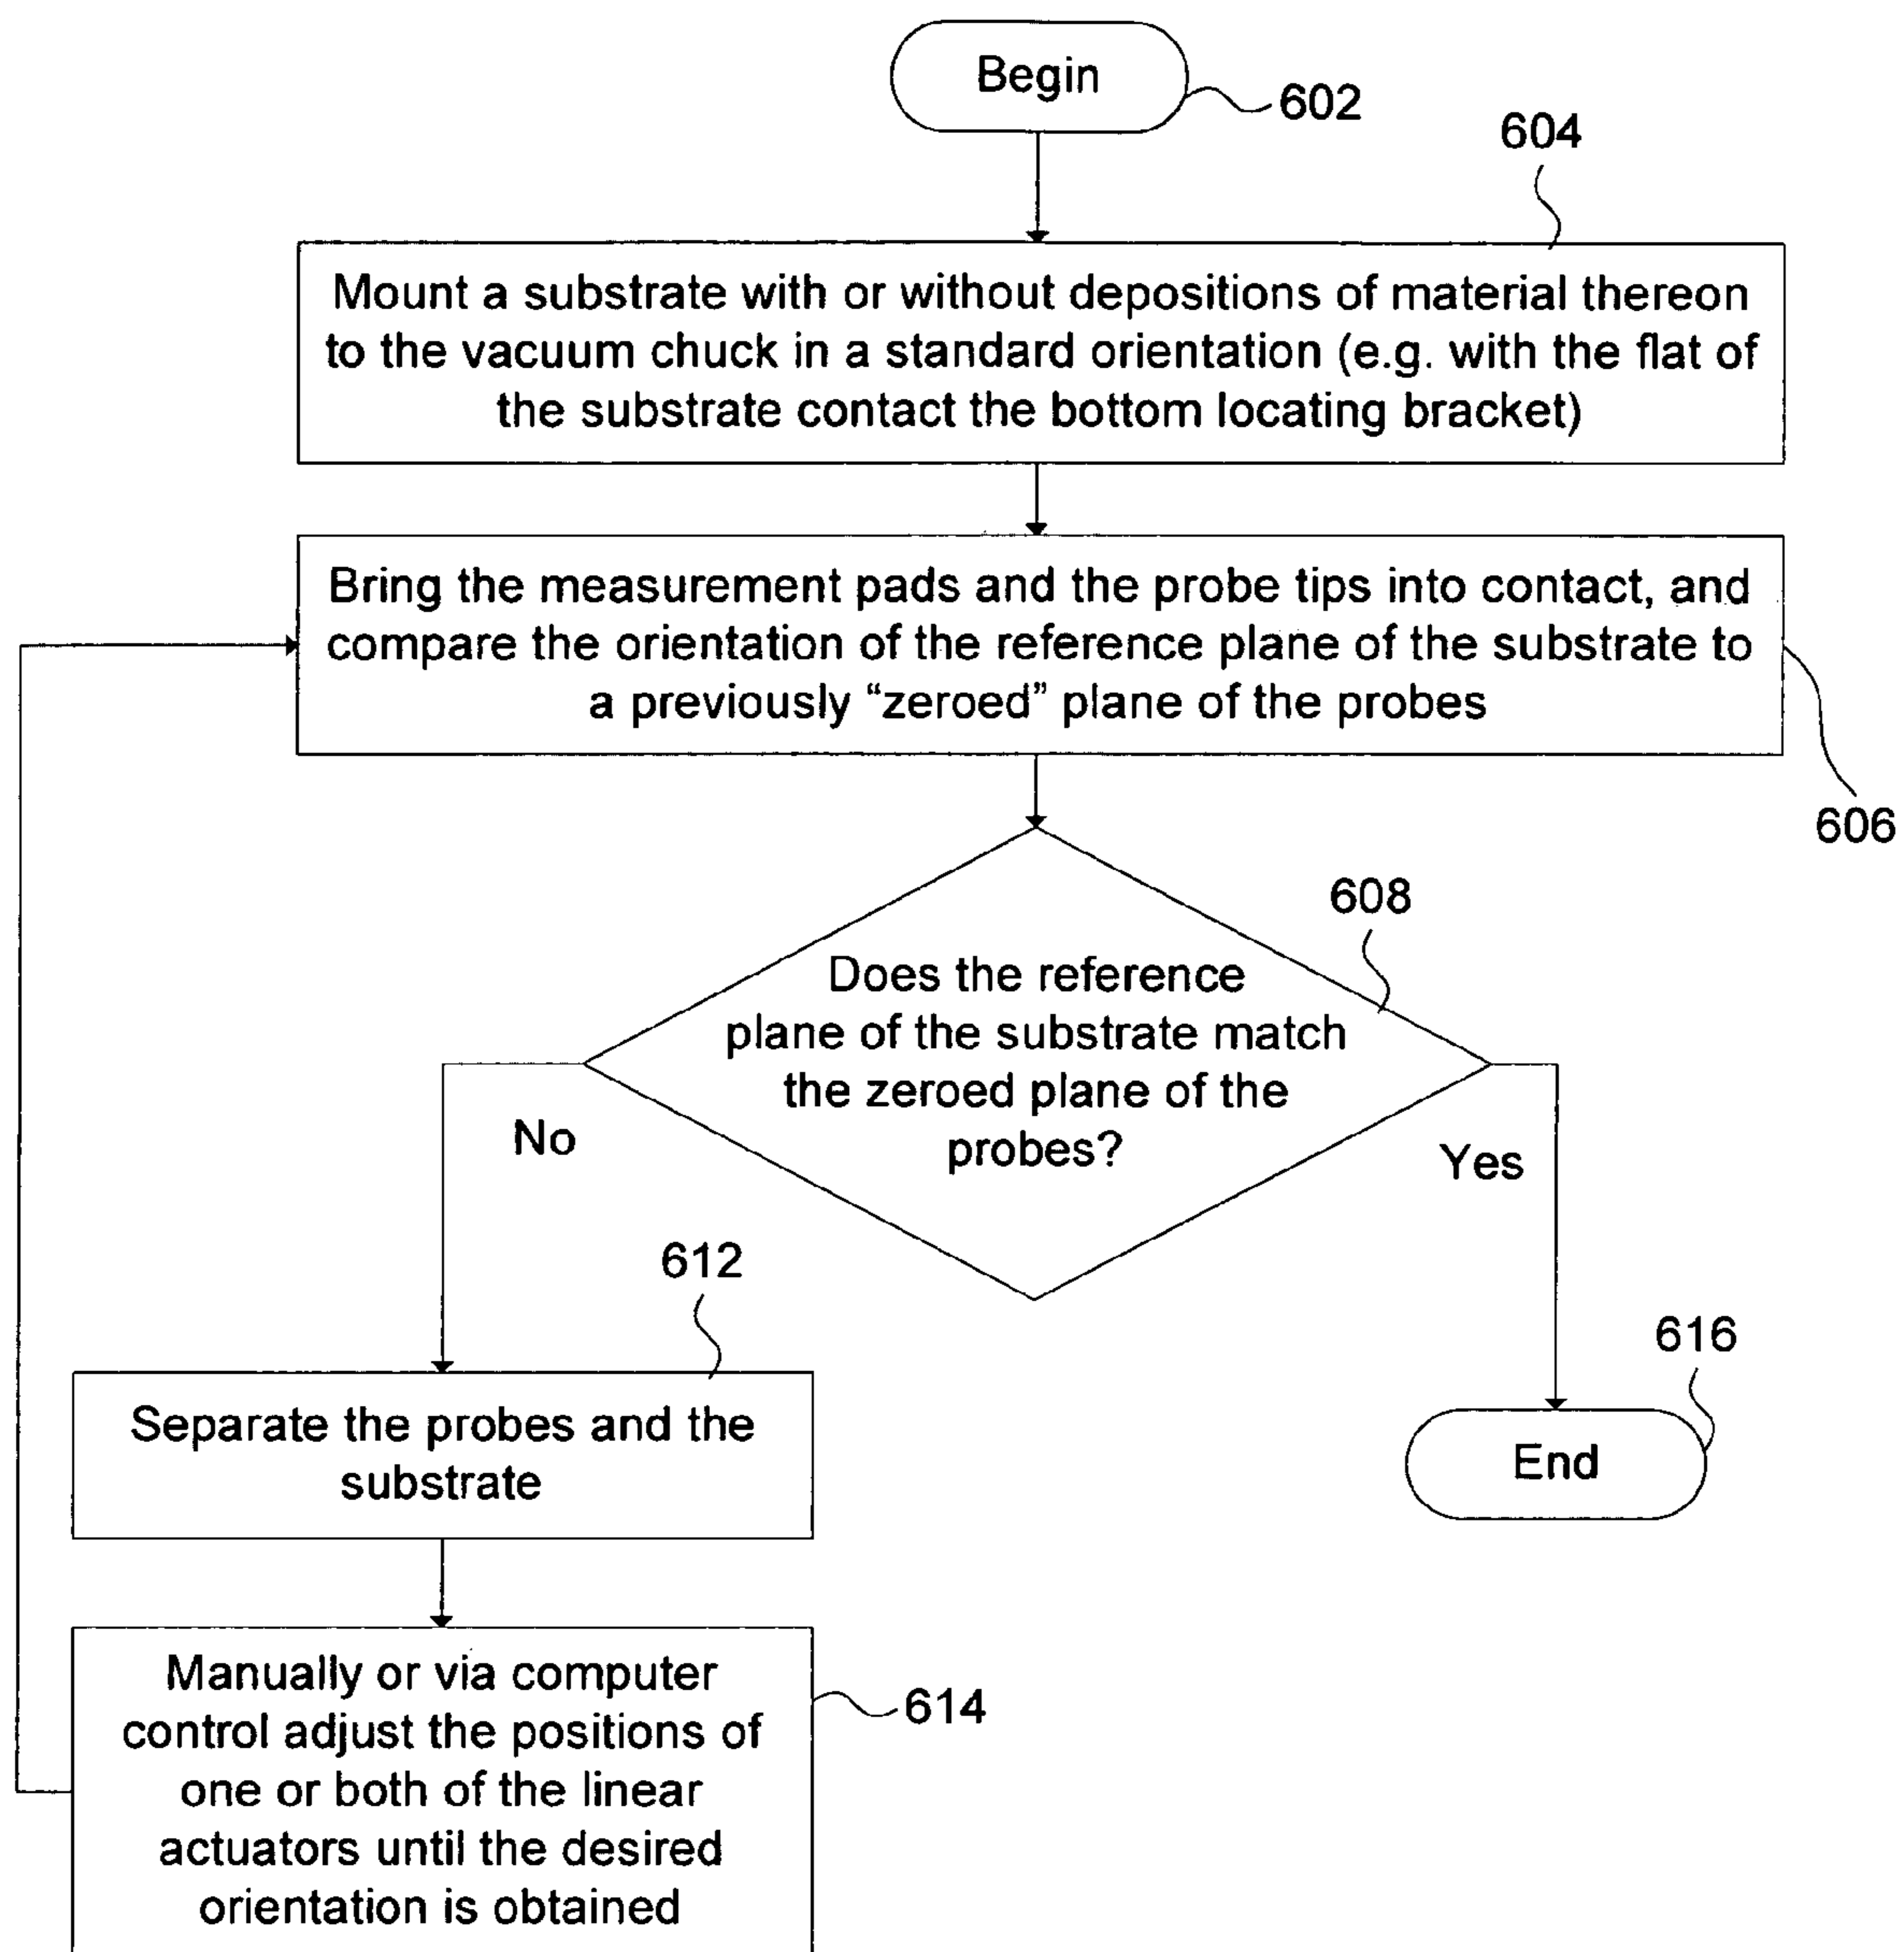 Begin
602
604
Mount a substrate with or without depositions of material thereon
to the vacuum chuck in a standard orientation (e.g. with the flat of
the substrate contact the bottom locating bracket)
Bring the measurement pads and the probe tips into contact, and
compare the orientation of the reference plane of the substrate to
a previously “zeroed” plane of the probes
606
608
Does the reference
plane of the substrate match
the zeroed plane of the
probes?
No
Yes
612
Separate the probes and the
substrate
616
End
Manually or via computer
control adjust the positions of
one or both of the linear
actuators until the desired
orientation is obtained
614